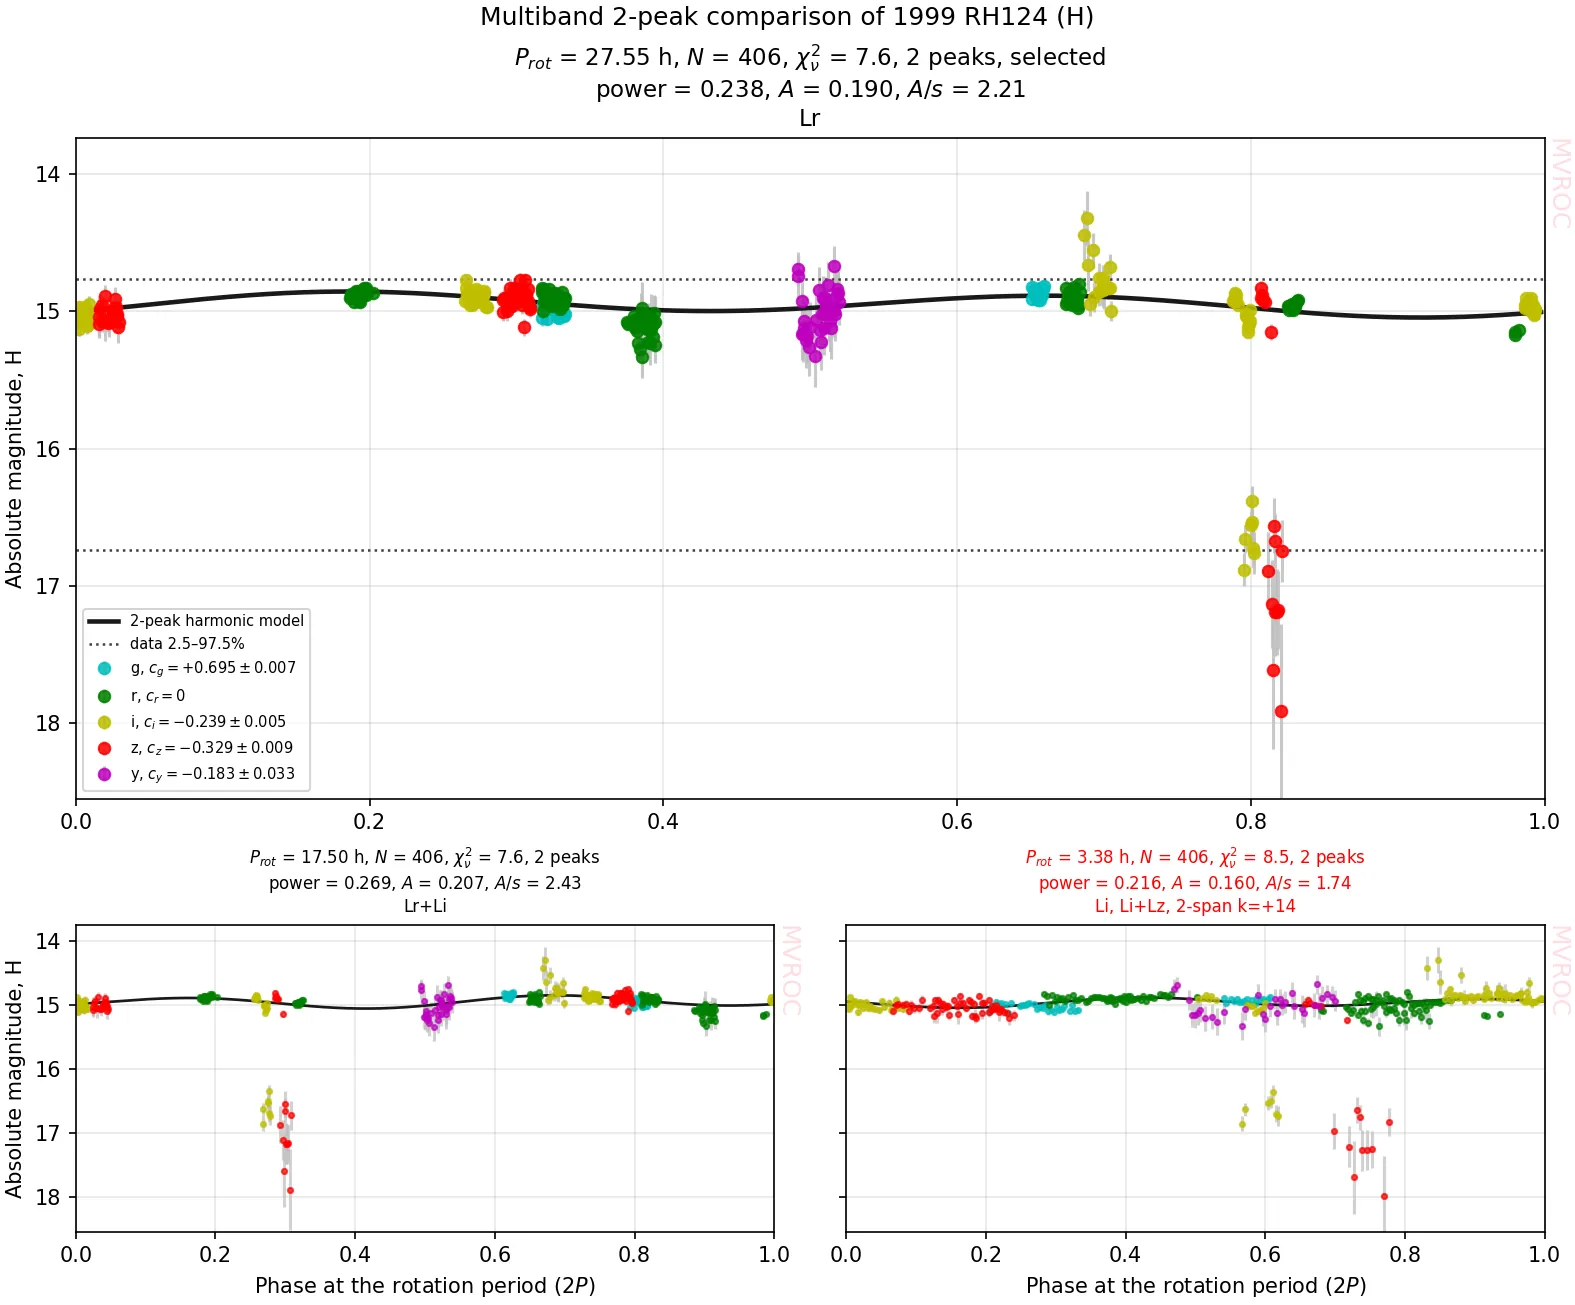 Multiband 2-peak comparison of 1999 RH124 (H)
P_rot = 27.55 h, N = 406, χ²_ν = 7.6, 2 peaks, selected
power = 0.238, A = 0.190, A/s = 2.21
Lr
MVROC
14
15
16
17
18
Absolute magnitude, H
2-peak harmonic model
data 2.5–97.5%
g, c_g = +0.695 ± 0.007
r, c_r = 0
i, c_i = −0.239 ± 0.005
z, c_z = −0.329 ± 0.009
y, c_y = −0.183 ± 0.033
0.0 0.2 0.4 0.6 0.8 1.0
P_rot = 17.50 h, N = 406, χ²_ν = 7.6, 2 peaks
power = 0.269, A = 0.207, A/s = 2.43
Lr+Li
MVROC
14
15
16
17
18
Absolute magnitude, H
0.0 0.2 0.4 0.6 0.8 1.0
Phase at the rotation period (2P)
P_rot = 3.38 h, N = 406, χ²_ν = 8.5, 2 peaks
power = 0.216, A = 0.160, A/s = 1.74
Li, Li+Lz, 2-span k=+14
MVROC
0.0 0.2 0.4 0.6 0.8 1.0
Phase at the rotation period (2P)